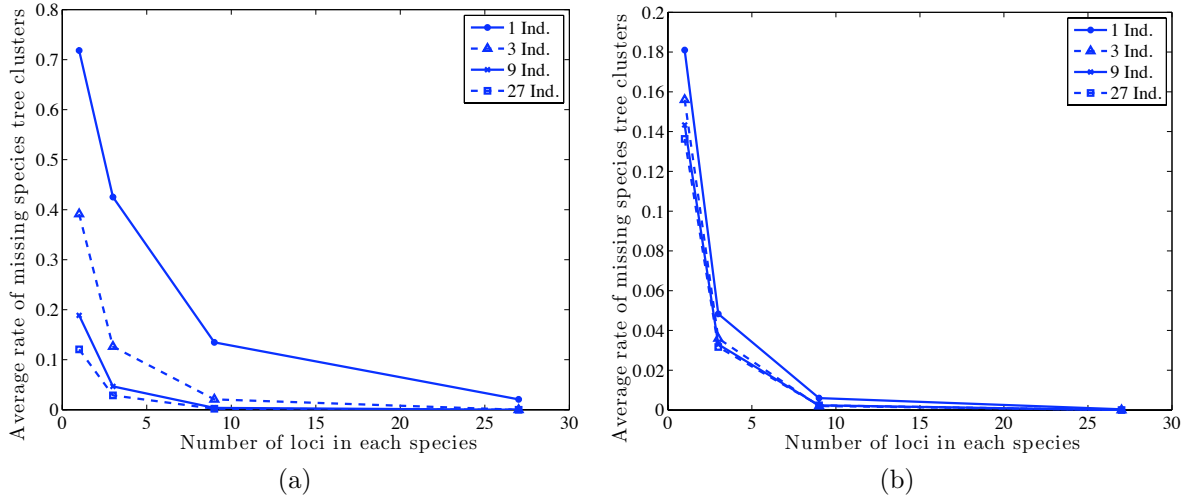 Average rate of missing species tree clusters
0.8
0.7
0.6
0.5
0.4
0.3
0.2
0.1
0
0
5
10
15
20
25
30
Number of loci in each species
1 Ind.
3 Ind.
9 Ind.
27 Ind.
(a)
Average rate of missing species tree clusters
0.2
0.18
0.16
0.14
0.12
0.1
0.08
0.06
0.04
0.02
0
0
5
10
15
20
25
30
Number of loci in each species
1 Ind.
3 Ind.
9 Ind.
27 Ind.
(b)